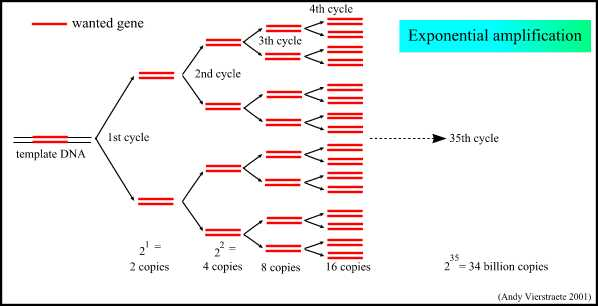 wanted gene
4th cycle
Exponential amplification
3th cycle
2nd cycle
1st cycle
35th cycle
template DNA
2^1 =
2 copies
2^2 =
4 copies
8 copies
16 copies
2^35 = 34 billion copies
(Andy Vierstraete 2001)